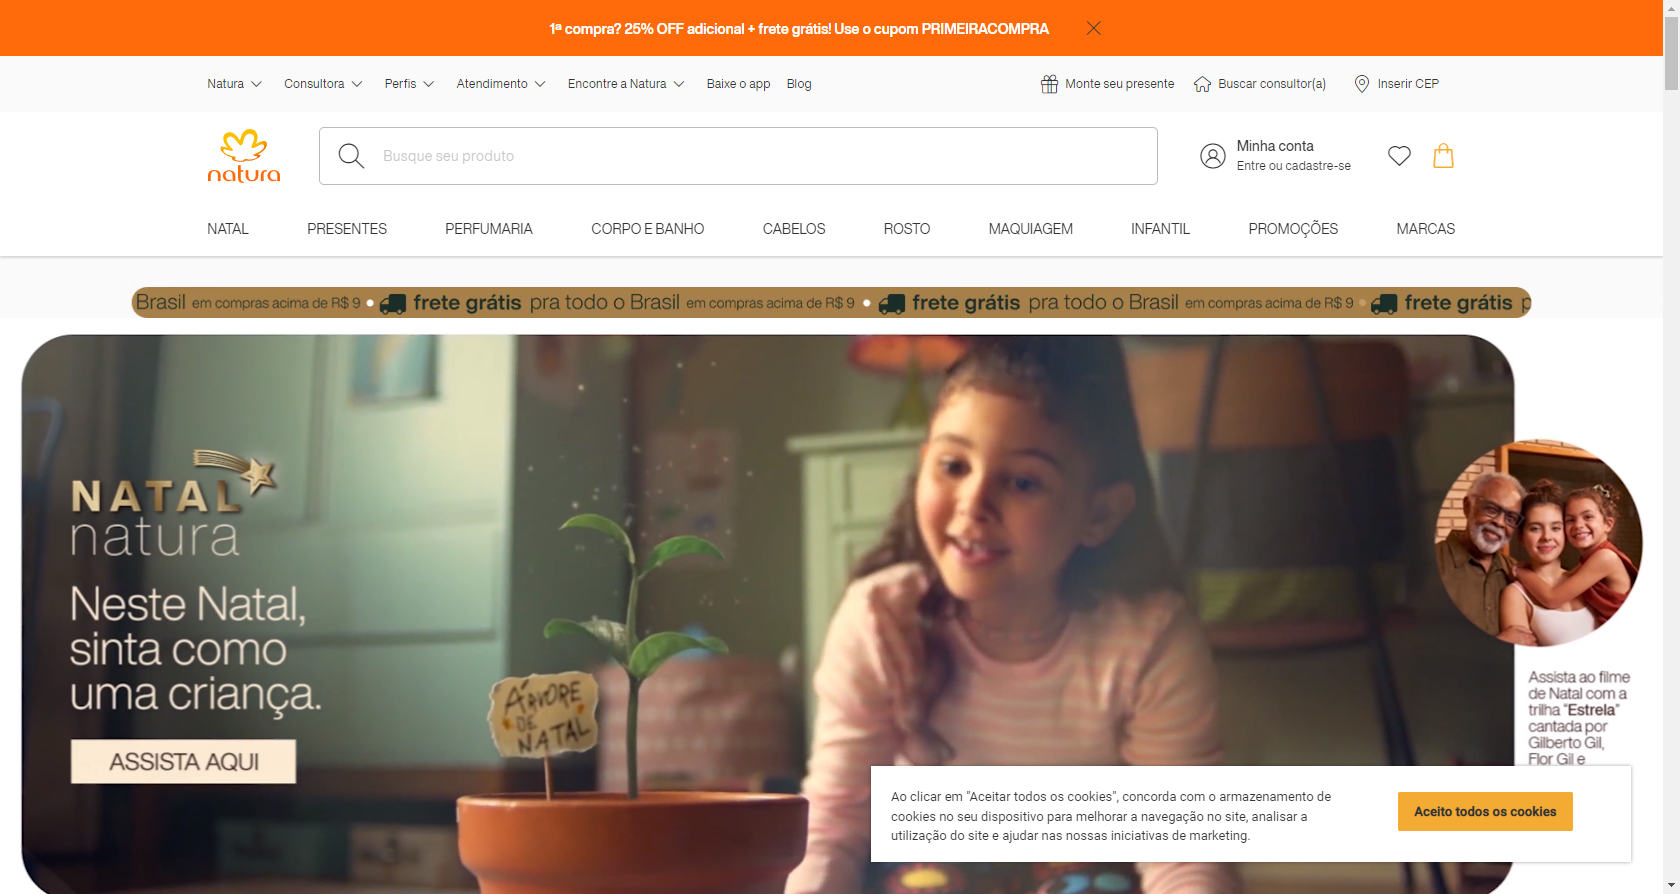 1ª compra? 25% OFF adicional + frete grátis! Use o cupom PRIMEIRACOMPRA
Natura Consultora Perfis Atendimento Encontre a Natura Baixe o app Blog Monte seu presente Buscar consultor(a) Inserir CEP
natura
Busque seu produto
Minha conta
Entre ou cadastre-se
NATAL PRESENTES PERFUMARIA CORPO E BANHO CABELOS ROSTO MAQUIAGEM INFANTIL PROMOÇÕES MARCAS
Brasil em compras acima de R$ 9 • frete grátis pra todo o Brasil em compras acima de R$ 9 • frete grátis pra todo o Brasil em compras acima de R$ 9 • frete grátis p
NATAL
natura
Neste Natal,
sinta como
uma criança.
ASSISTA AQUI
ÁRVORE
DE
NATAL
Assista ao filme
de Natal com a
trilha "Estrela"
cantada por
Gilberto Gil,
Flor Gil e
Ao clicar em "Aceitar todos os cookies", concorda com o armazenamento de
cookies no seu dispositivo para melhorar a navegação no site, analisar a
utilização do site e ajudar nas nossas iniciativas de marketing.
Aceito todos os cookies